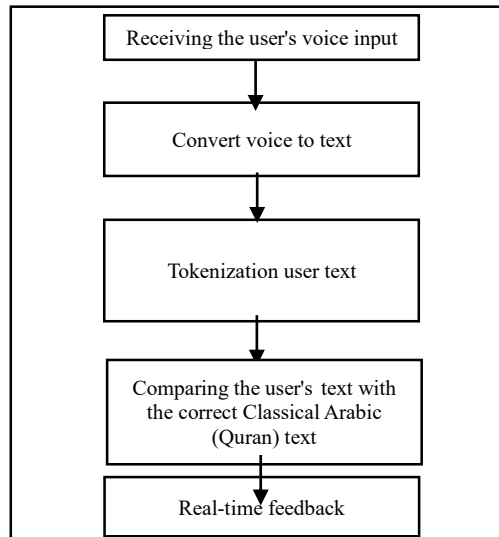 Receiving the user's voice input
Convert voice to text
Tokenization user text
Comparing the user's text with
the correct Classical Arabic
(Quran) text
Real-time feedback